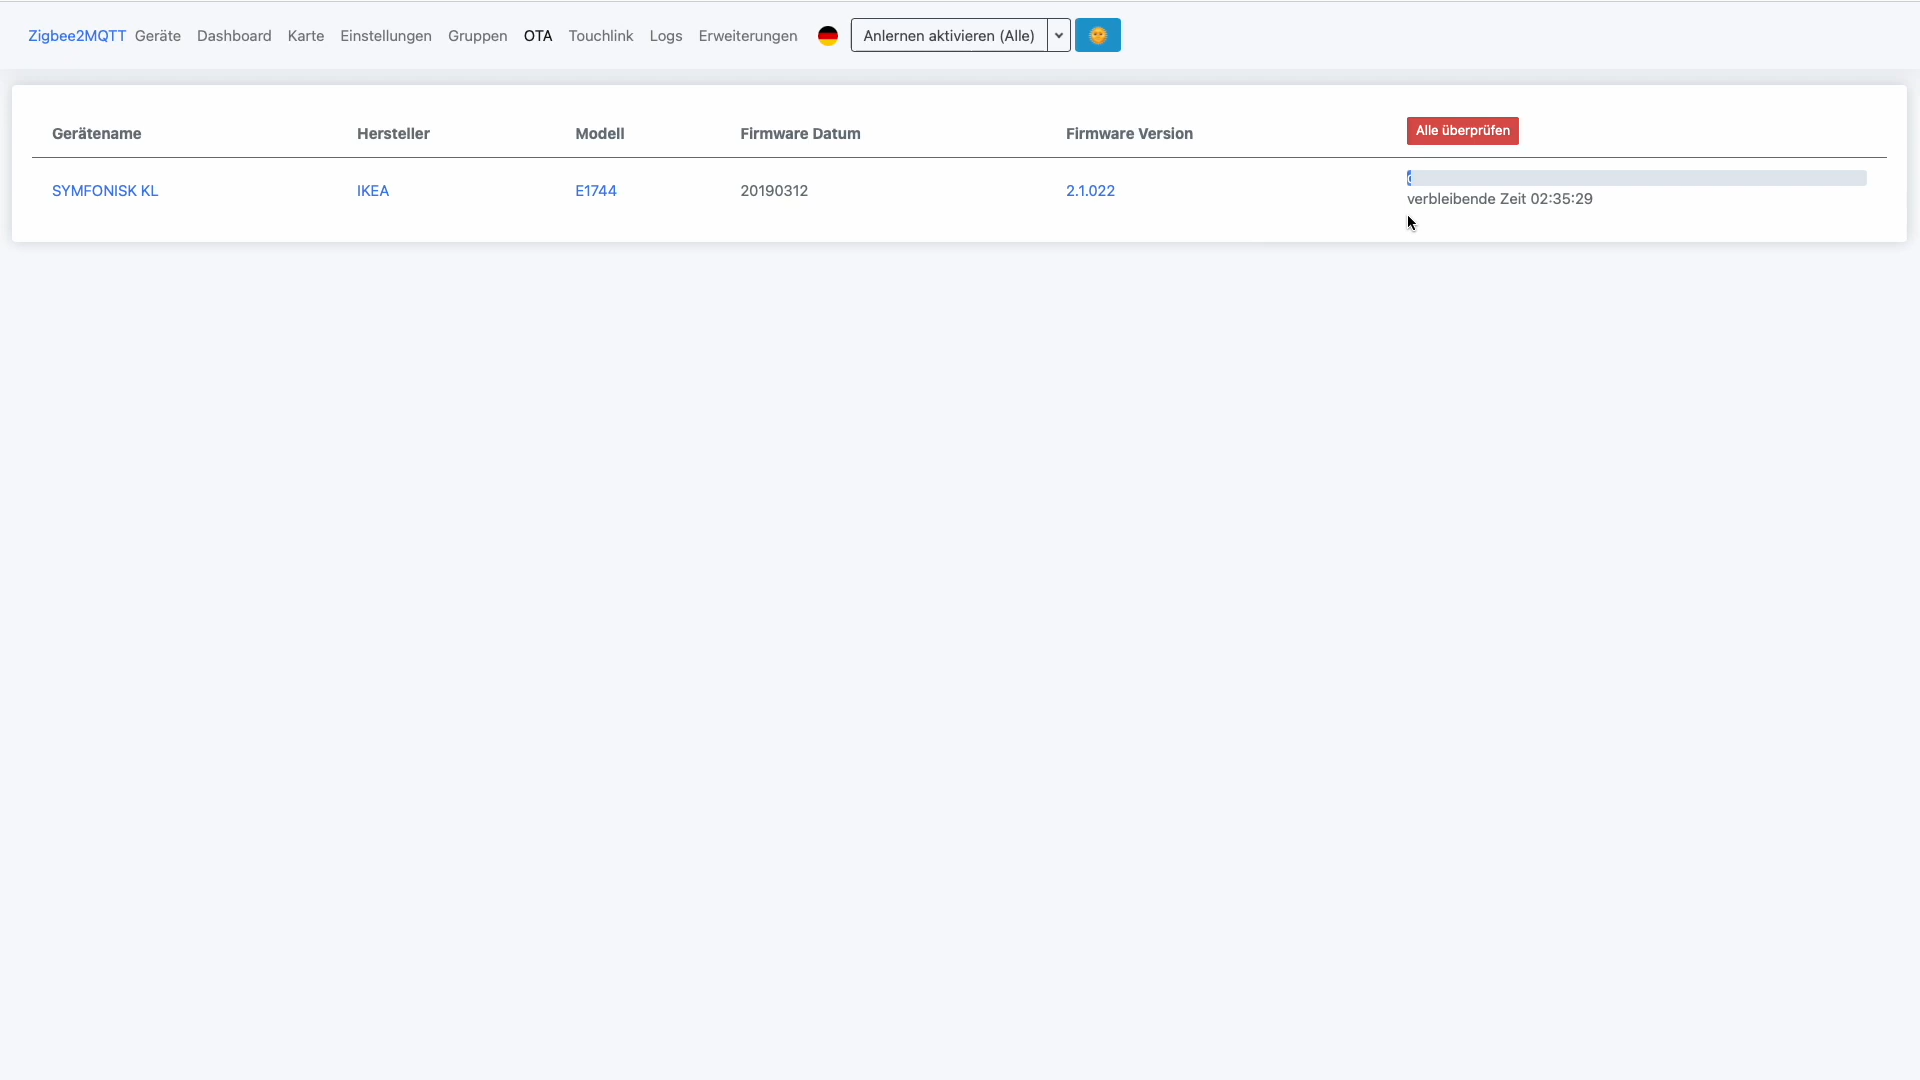 Zigbee2MQTT Geräte Dashboard Karte Einstellungen Gruppen OTA Touchlink Logs Erweiterungen Anlernen aktivieren (Alle)
Gerätename Hersteller Modell Firmware Datum Firmware Version Alle überprüfen
SYMFONISK KL IKEA E1744 20190312 2.1.022
verbleibende Zeit 02:35:29